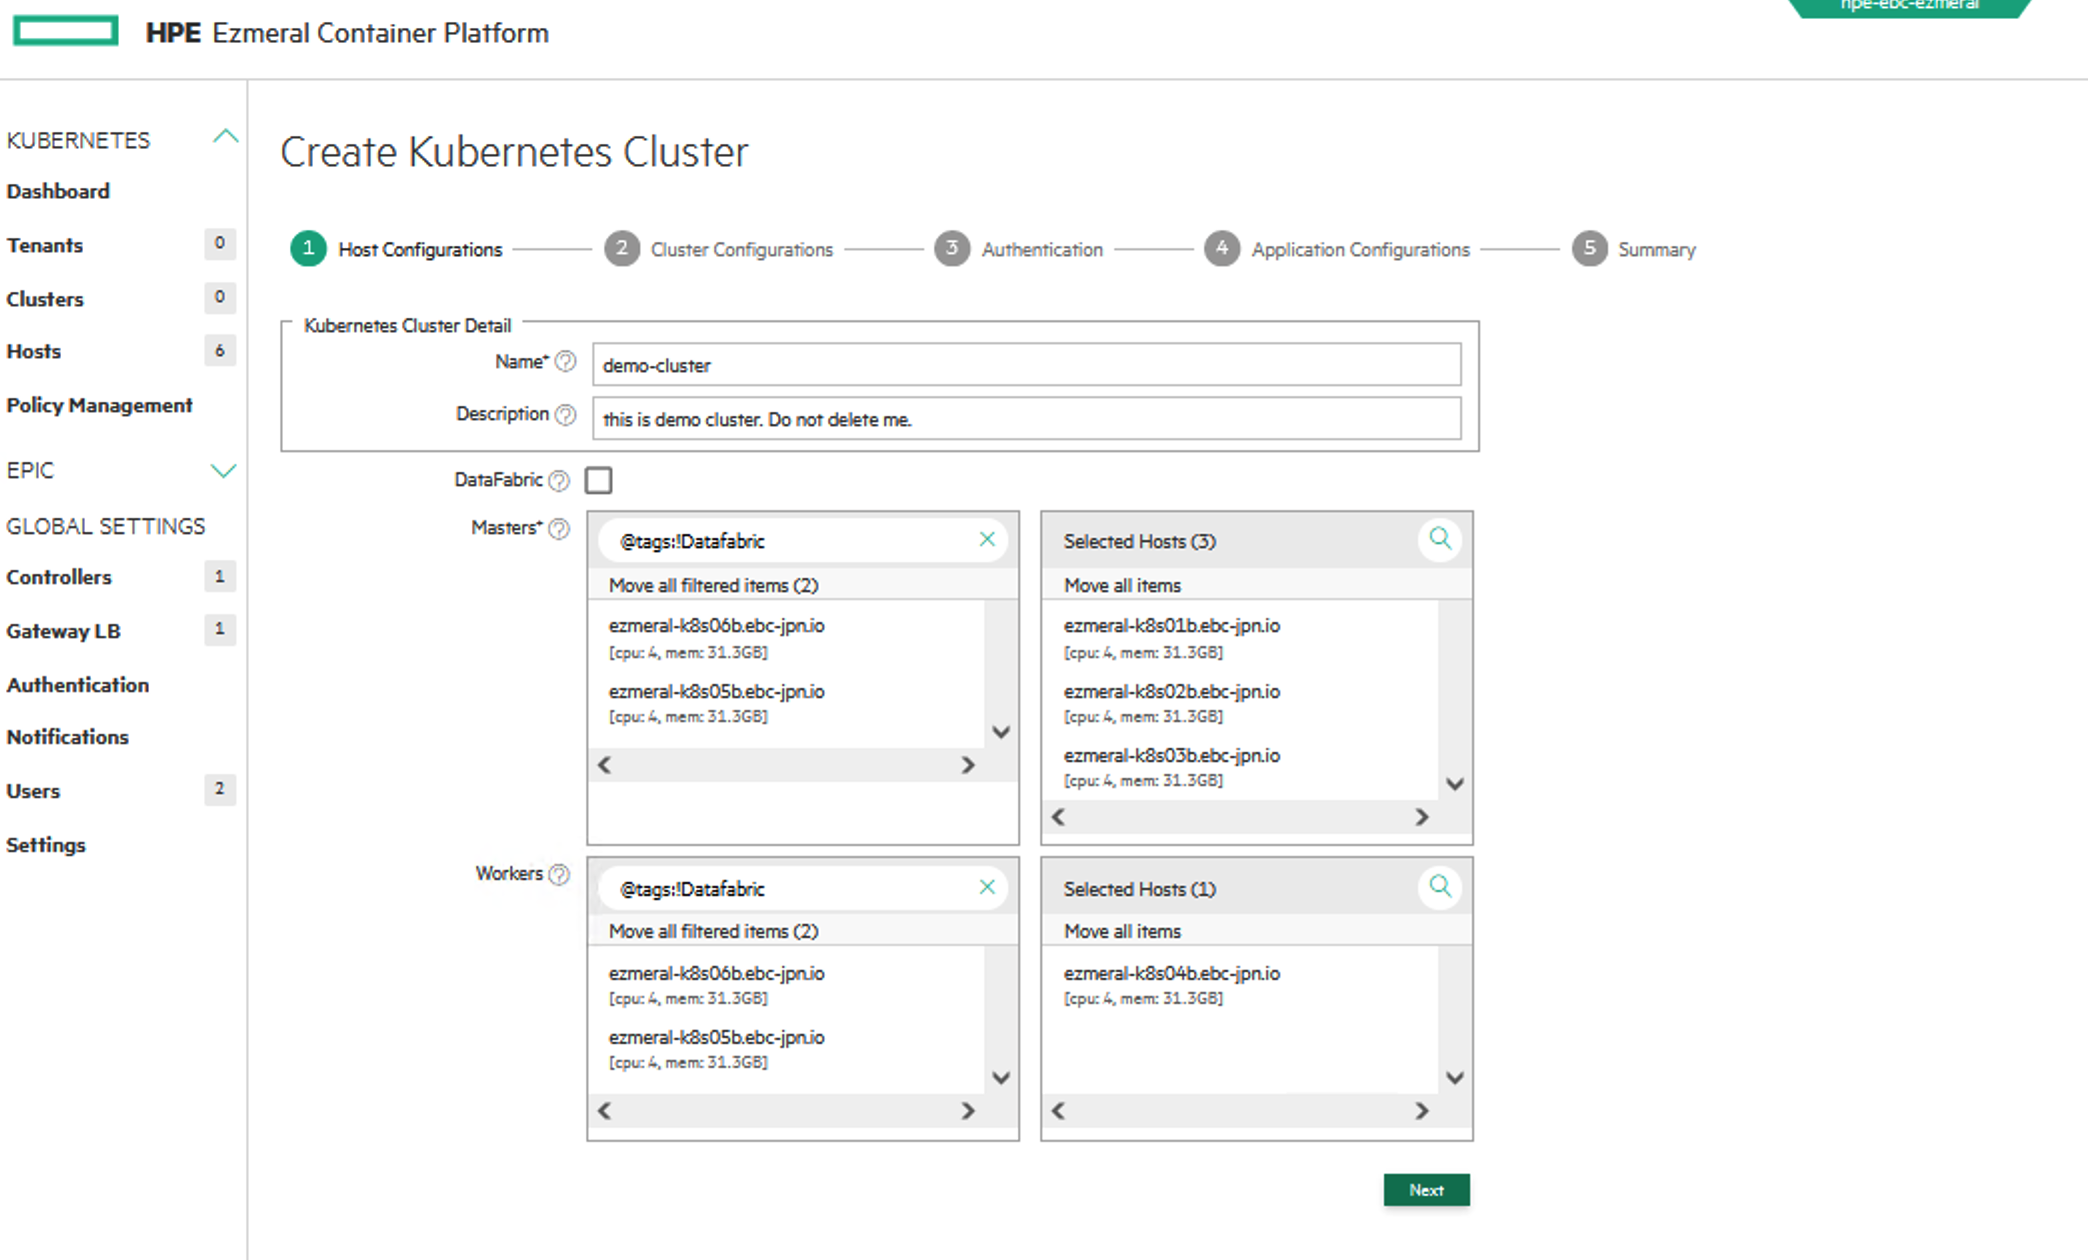 hpe-ebc-ezmeral
HPE Ezmeral Container Platform
KUBERNETES
Dashboard
Tenants 0
Clusters 0
Hosts 6
Policy Management
EPIC
GLOBAL SETTINGS
Controllers 1
Gateway LB 1
Authentication
Notifications
Users 2
Settings
Create Kubernetes Cluster
1 Host Configurations 2 Cluster Configurations 3 Authentication 4 Application Configurations 5 Summary
Kubernetes Cluster Detail
Name* ? demo-cluster
Description ? this is demo cluster. Do not delete me.
DataFabric ?
Masters* ?
@tags:!Datafabric
Move all filtered items (2)
ezmeral-k8s06b.ebc-jpn.io
[cpu: 4, mem: 31.3GB]
ezmeral-k8s05b.ebc-jpn.io
[cpu: 4, mem: 31.3GB]
Selected Hosts (3)
Move all items
ezmeral-k8s01b.ebc-jpn.io
[cpu: 4, mem: 31.3GB]
ezmeral-k8s02b.ebc-jpn.io
[cpu: 4, mem: 31.3GB]
ezmeral-k8s03b.ebc-jpn.io
[cpu: 4, mem: 31.3GB]
Workers ?
@tags:!Datafabric
Move all filtered items (2)
ezmeral-k8s06b.ebc-jpn.io
[cpu: 4, mem: 31.3GB]
ezmeral-k8s05b.ebc-jpn.io
[cpu: 4, mem: 31.3GB]
Selected Hosts (1)
Move all items
ezmeral-k8s04b.ebc-jpn.io
[cpu: 4, mem: 31.3GB]
Next